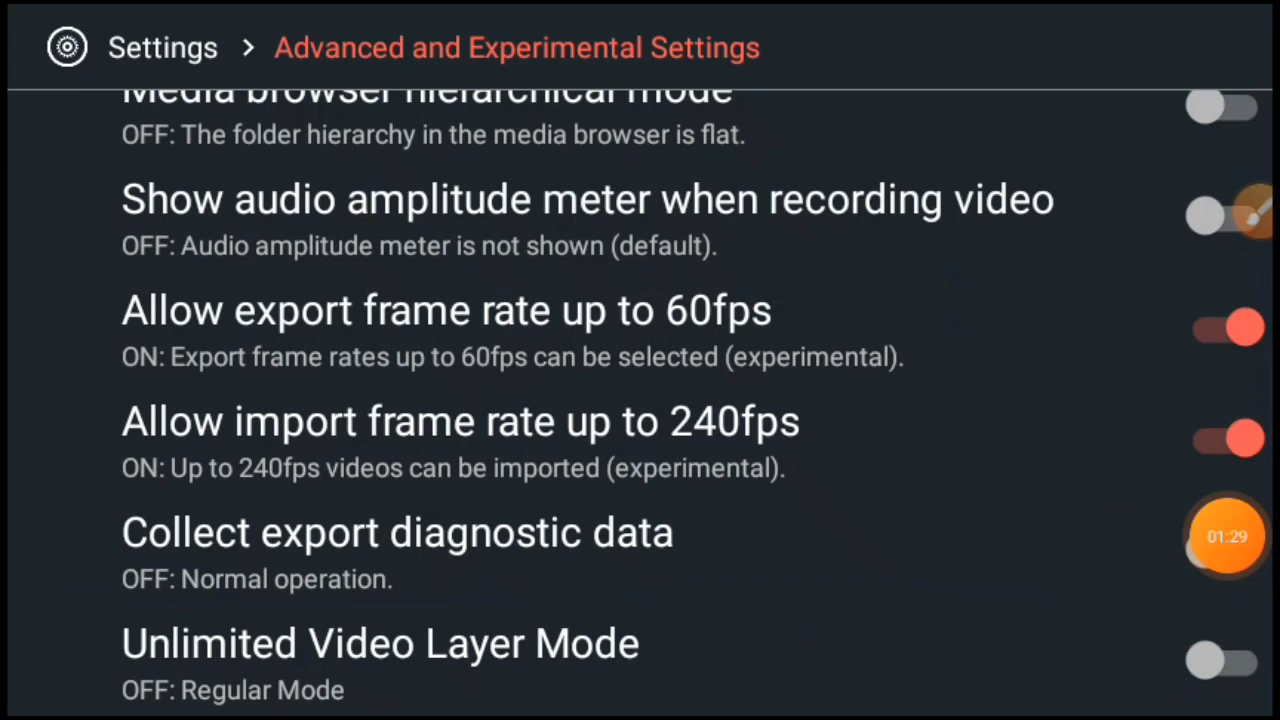 Settings > Advanced and Experimental Settings
Media browser hierarchical mode
OFF: The folder hierarchy in the media browser is flat.
Show audio amplitude meter when recording video
OFF: Audio amplitude meter is not shown (default).
Allow export frame rate up to 60fps
ON: Export frame rates up to 60fps can be selected (experimental).
Allow import frame rate up to 240fps
ON: Up to 240fps videos can be imported (experimental).
Collect export diagnostic data
01:29
OFF: Normal operation.
Unlimited Video Layer Mode
OFF: Regular Mode